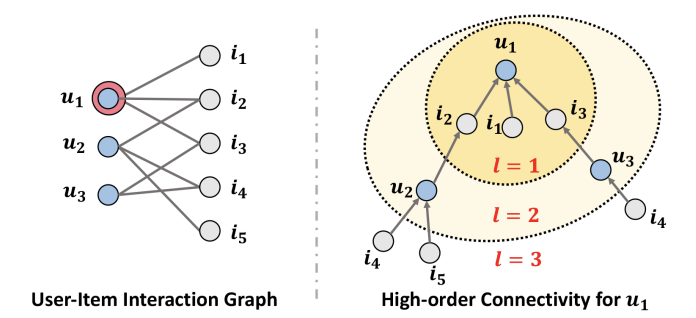 u₁
u₂
u₃
i₁
i₂
i₃
i₄
i₅
User-Item Interaction Graph
u₁
i₂
i₁
i₃
l = 1
u₂
u₃
l = 2
i₄
i₄
i₅
l = 3
High-order Connectivity for u₁